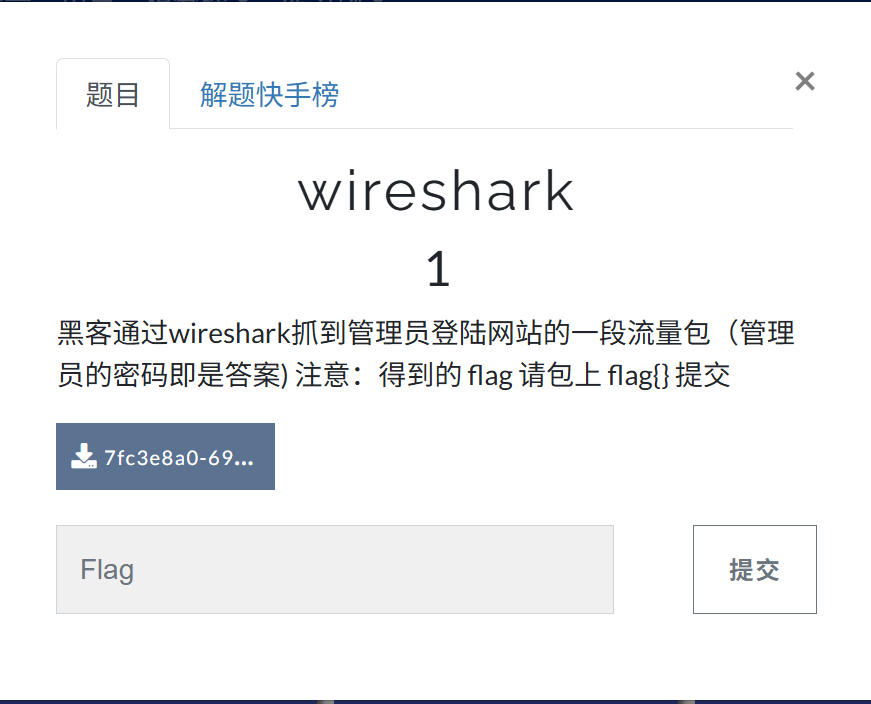 题目
解题快手榜
×
wireshark
1
黑客通过wireshark抓到管理员登陆网站的一段流量包（管理
员的密码即是答案) 注意：得到的 flag 请包上 flag{} 提交
7fc3e8a0-69...
Flag
提交